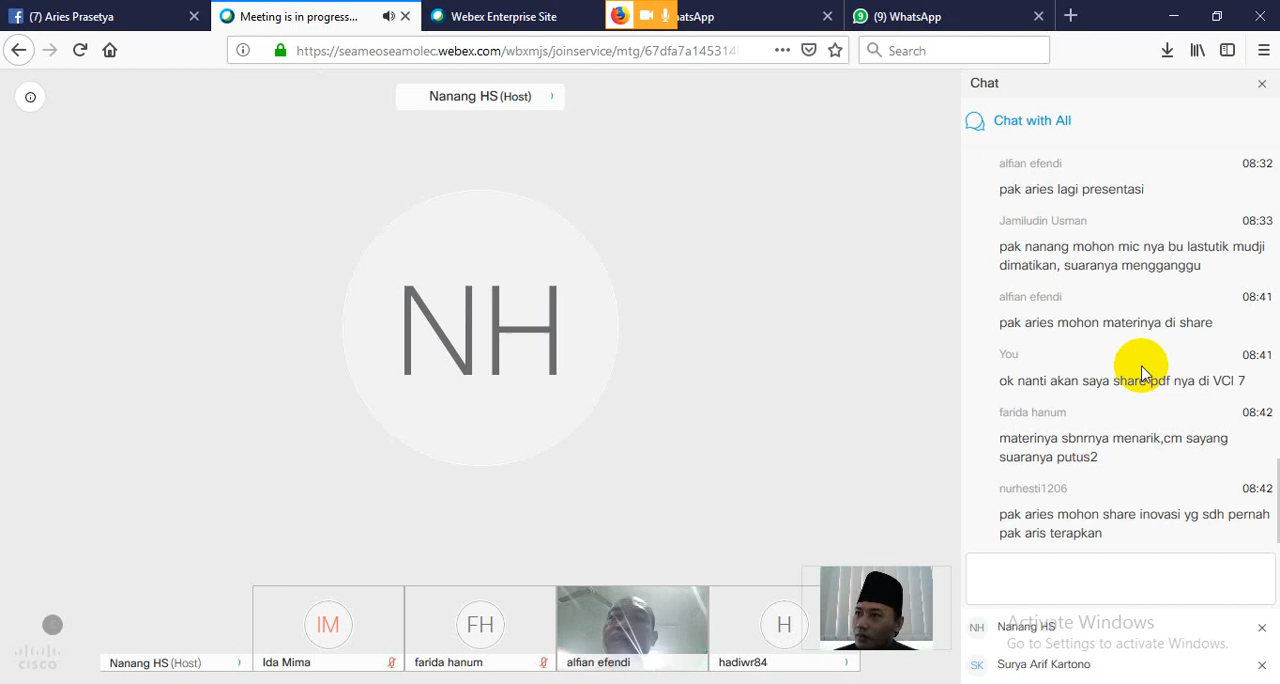 (7) Aries Prasetya
Meeting is in progress...
Webex Enterprise Site
atsApp
(9) WhatsApp
https://seameoseamolec.webex.com/wbxmjs/joinservice/mtg/67dfa7a145314
Search
Nanang HS (Host)
NH
Chat
Chat with All
alfian efendi 08:32
pak aries lagi presentasi
Jamiludin Usman 08:33
pak nanang mohon mic nya bu lastutik mudji
dimatikan, suaranya mengganggu
alfian efendi 08:41
pak aries mohon materinya di share
You 08:41
ok nanti akan saya share pdf nya di VCI 7
farida hanum 08:42
materinya sbnrnya menarik,cm sayang
suaranya putus2
nurhesti1206 08:42
pak aries mohon share inovasi yg sdh pernah
pak aris terapkan
NH Nanang HS
Activate Windows
Go to Settings to activate Windows.
SK Surya Arif Kartono
IM
FH
H
Nanang HS (Host)
Ida Mima
farida hanum
alfian efendi
hadiwr84
CISCO
9